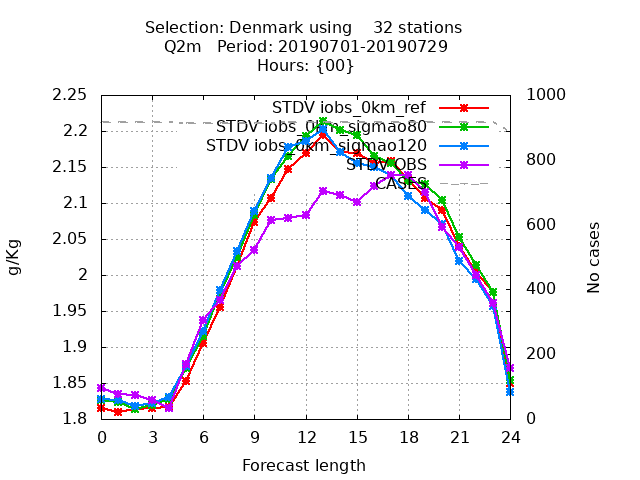 Selection: Denmark using    32 stations
Q2m   Period: 20190701-20190729
Hours: {00}
2.25
2.2
2.15
2.1
2.05
2
1.95
1.9
1.85
1.8
g/Kg
STDV iobs_0km_ref
STDV iobs_0km_sigmao80
STDV iobs_0km_sigmao120
STDV OBS
CASES
1000
800
600
400
200
0
No cases
0 3 6 9 12 15 18 21 24
Forecast length